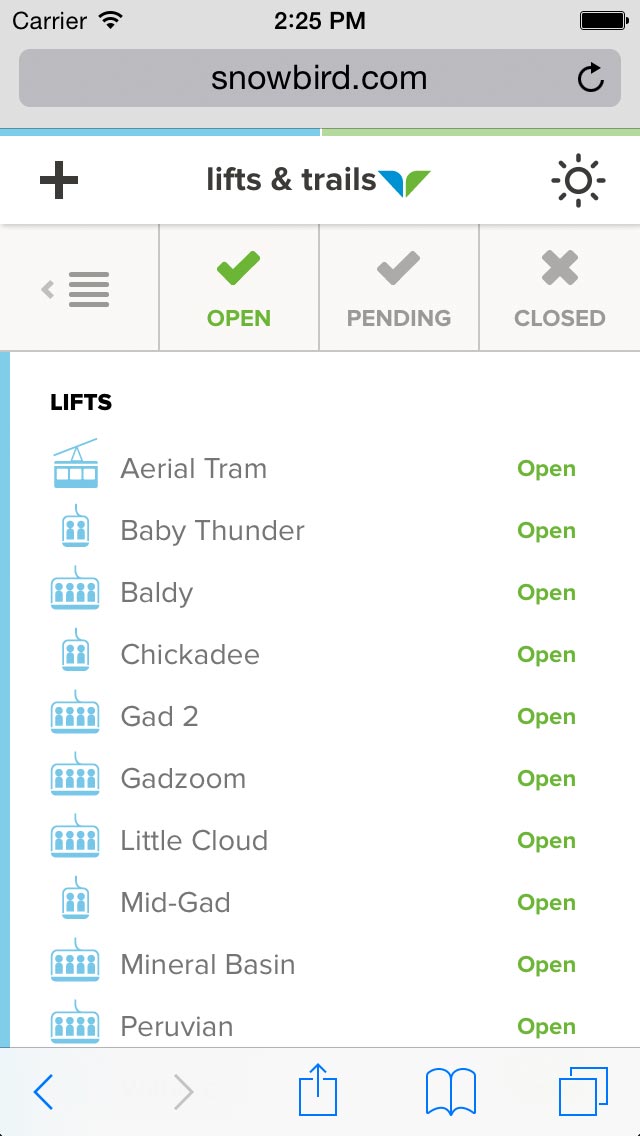 Carrier 2:25 PM
snowbird.com
lifts & trails
OPEN PENDING CLOSED
LIFTS
Aerial Tram Open
Baby Thunder Open
Baldy Open
Chickadee Open
Gad 2 Open
Gadzoom Open
Little Cloud Open
Mid-Gad Open
Mineral Basin Open
Peruvian Open